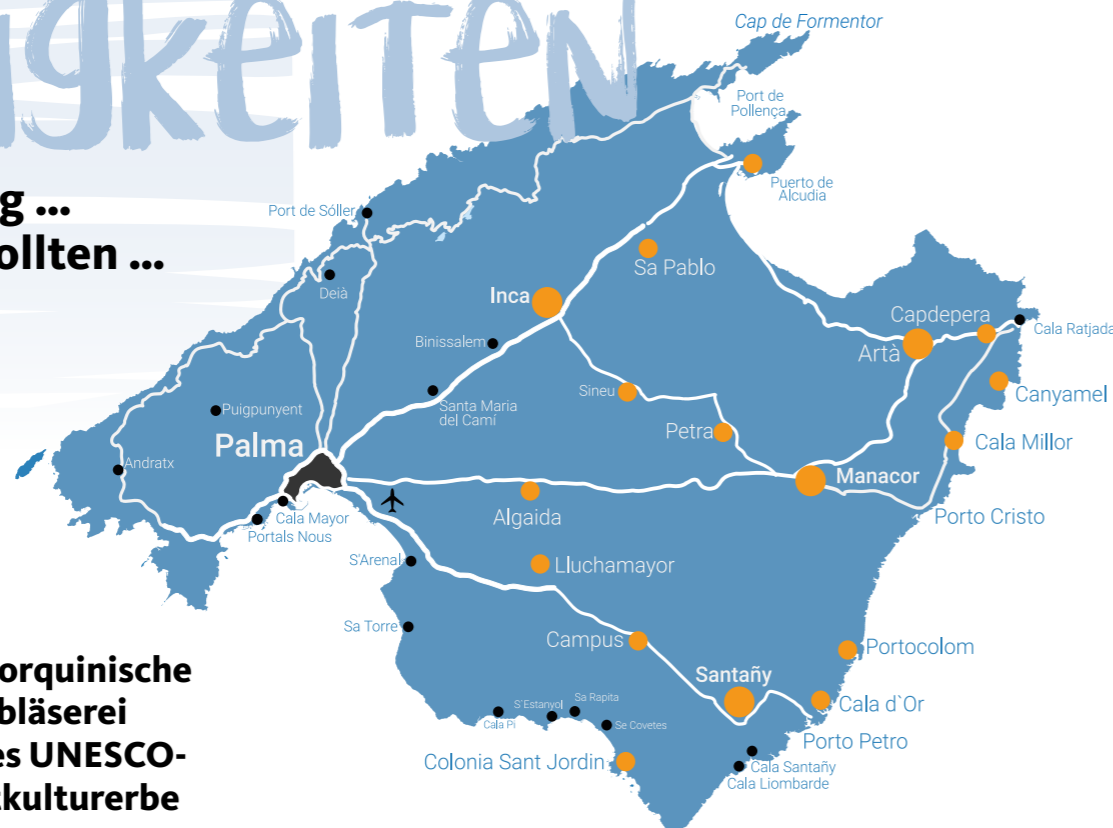 igkeiten
g ...
ollten ...
orquinische
bläserei
es UNESCO-
kulturerbe
Cap de Formentor
Port de
Pollença
Puerto de
Alcudia
Port de Sóller
Sa Pablo
Deià
Inca
Capdepera
Cala Ratjada
Binissalem
Artà
Sineu
Canyamel
Santa Maria
del Camí
Puigpunyent
Petra
Palma
Cala Millor
Andratx
Manacor
Algaida
Porto Cristo
Cala Mayor
Portals Nous
S'Arenal
Lluchamayor
Sa Torre
Campus
Portocolom
Santañy
Sa Rapita
S´Estanyol
Cala Pi
Se Covetes
Cala d`Or
Porto Petro
Colonia Sant Jordin
Cala Santañy
Cala Liombarde